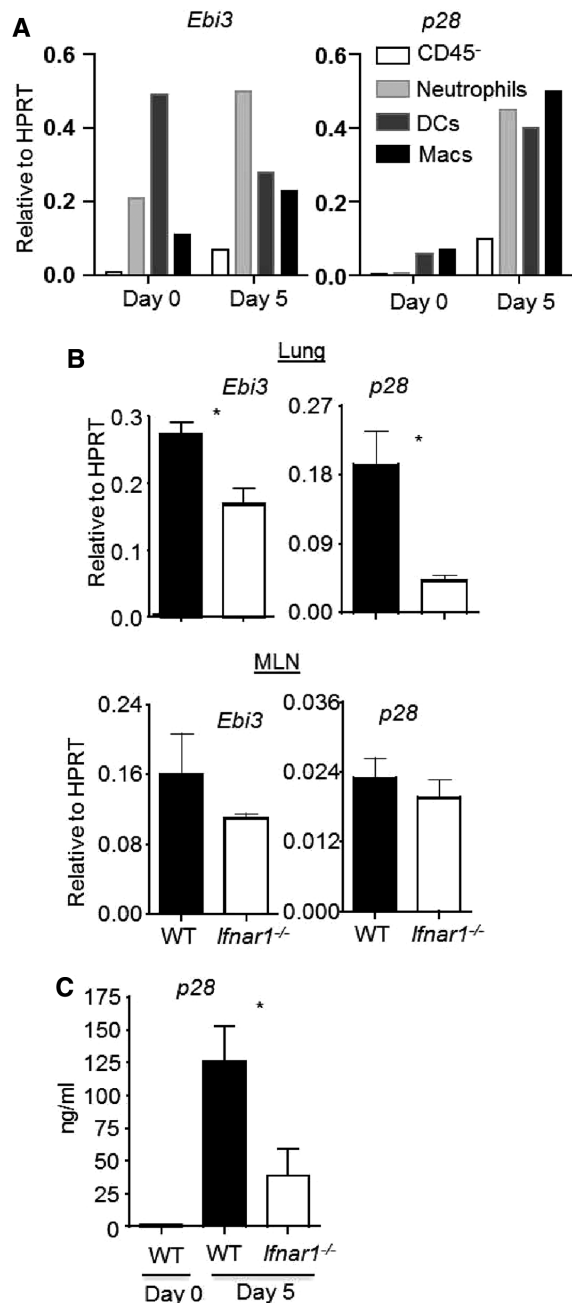 A
Ebi3
p28
Relative to HPRT
0.6
0.4
0.2
0.0
Day 0
Day 5
0.6
0.4
0.2
0.0
CD45-
Neutrophils
DCs
Macs
Day 0
Day 5
B
Lung
Ebi3
p28
Relative to HPRT
0.3
0.2
0.1
0.0
*
0.27
0.18
0.09
0.00
*
MLN
Ebi3
p28
Relative to HPRT
0.24
0.16
0.08
0.00
WT
Ifnar1-/-
0.036
0.024
0.012
0.000
WT
Ifnar1-/-
C
p28
*
ng/ml
175
150
125
100
75
50
25
0
WT
WT
Ifnar1-/-
Day 0
Day 5